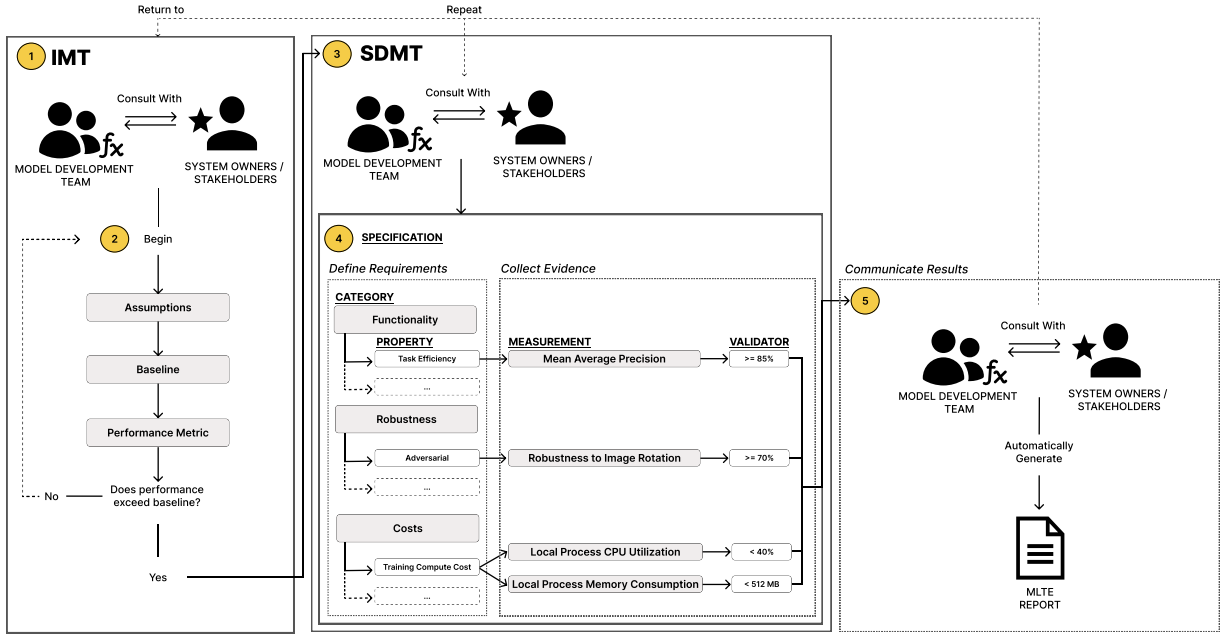 Return to
Repeat
1 IMT
Consult With
fx
MODEL DEVELOPMENT
TEAM
SYSTEM OWNERS /
STAKEHOLDERS
2 Begin
Assumptions
Baseline
Performance Metric
Does performance
exceed baseline?
No
Yes
3 SDMT
Consult With
fx
MODEL DEVELOPMENT
TEAM
SYSTEM OWNERS /
STAKEHOLDERS
4 SPECIFICATION
Define Requirements
Collect Evidence
CATEGORY
Functionality
PROPERTY
MEASUREMENT
VALIDATOR
Task Efficiency
Mean Average Precision
>= 85%
...
Robustness
Adversarial
Robustness to Image Rotation
>= 70%
...
Costs
Training Compute Cost
Local Process CPU Utilization
< 40%
Local Process Memory Consumption
< 512 MB
...
Communicate Results
5
Consult With
fx
MODEL DEVELOPMENT
TEAM
SYSTEM OWNERS /
STAKEHOLDERS
Automatically
Generate
MLTE
REPORT